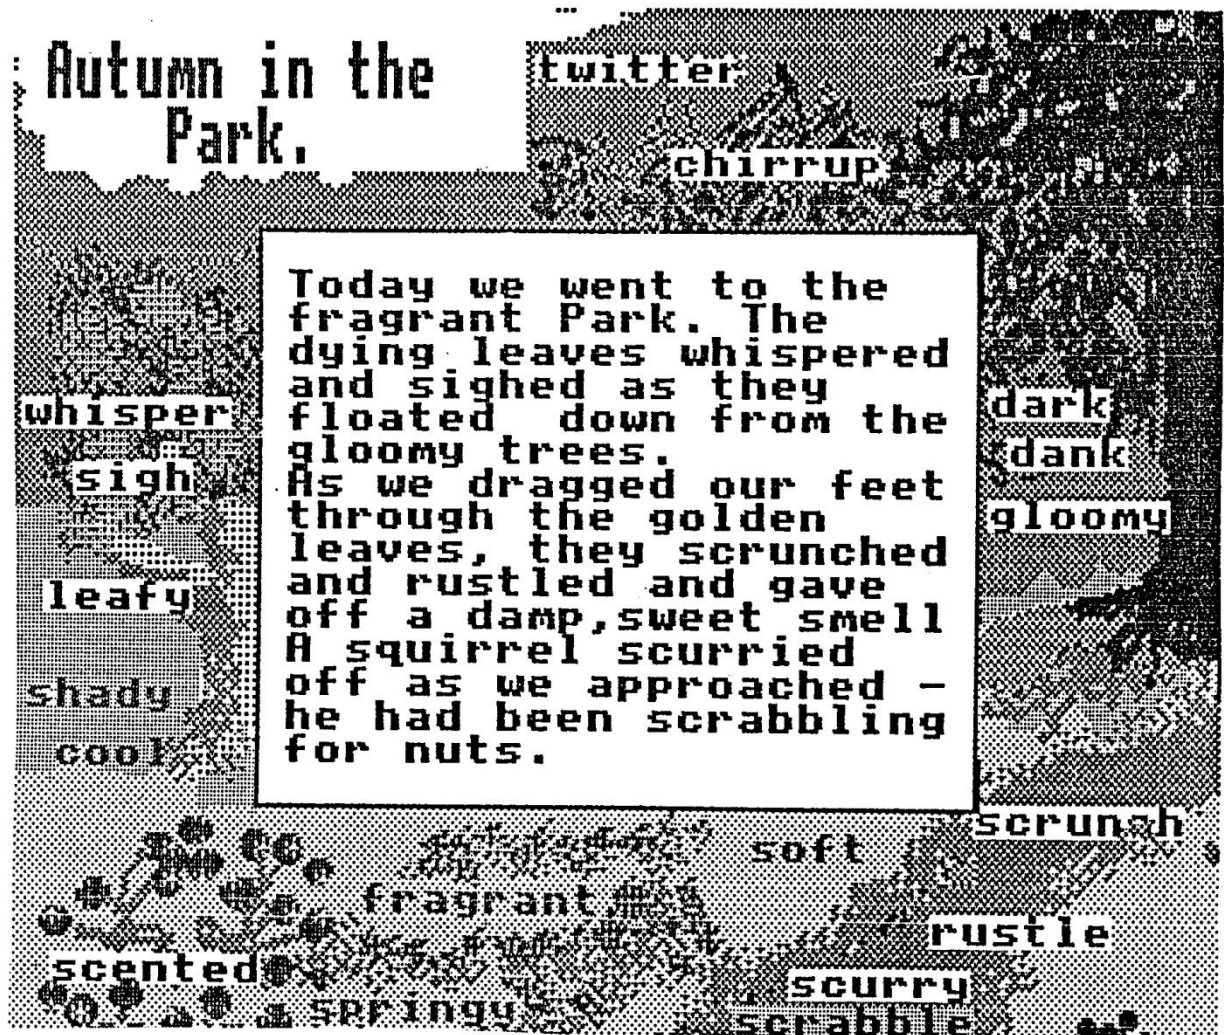 Autumn in the
Park.
twitter
chirrup
Today we went to the
fragrant Park. The
dying leaves whispered
and sighed as they
floated  down from the
gloomy trees.
As we dragged our feet
through the golden
leaves, they scrunched
and rustled and gave
off a damp,sweet smell
A squirrel scurried
off as we approached -
he had been scrabbling
for nuts.
whisper
sigh
leafy
shady
cool
dark
dank
gloomy
scrunch
soft
fragrant
rustle
scented
springy
scurry
scrabble